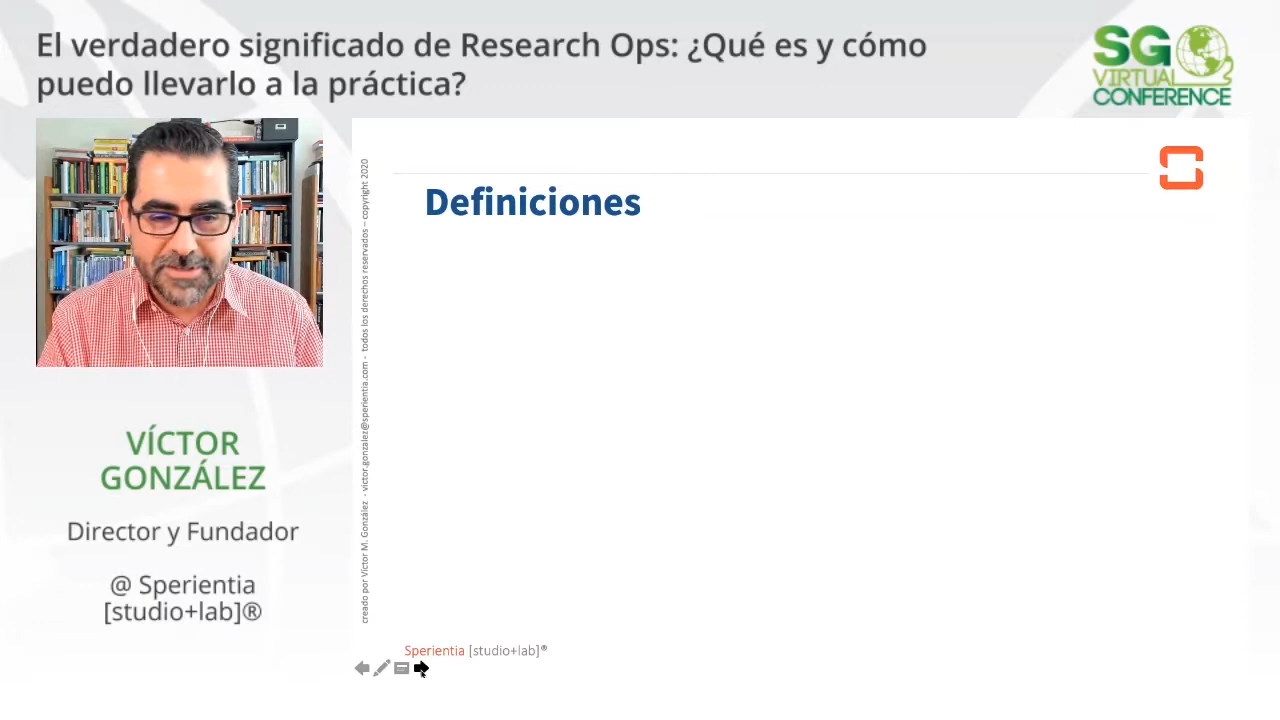 El verdadero significado de Research Ops: ¿Qué es y cómo
puedo llevarlo a la práctica?
SG
VIRTUAL
CONFERENCE
VÍCTOR
GONZÁLEZ
Director y Fundador
@ Sperientia
[studio+lab]®
creado por Víctor M. González - victor.gonzalez@sperientia.com - todos los derechos reservados – copyright 2020
Definiciones
Sperientia [studio+lab]®